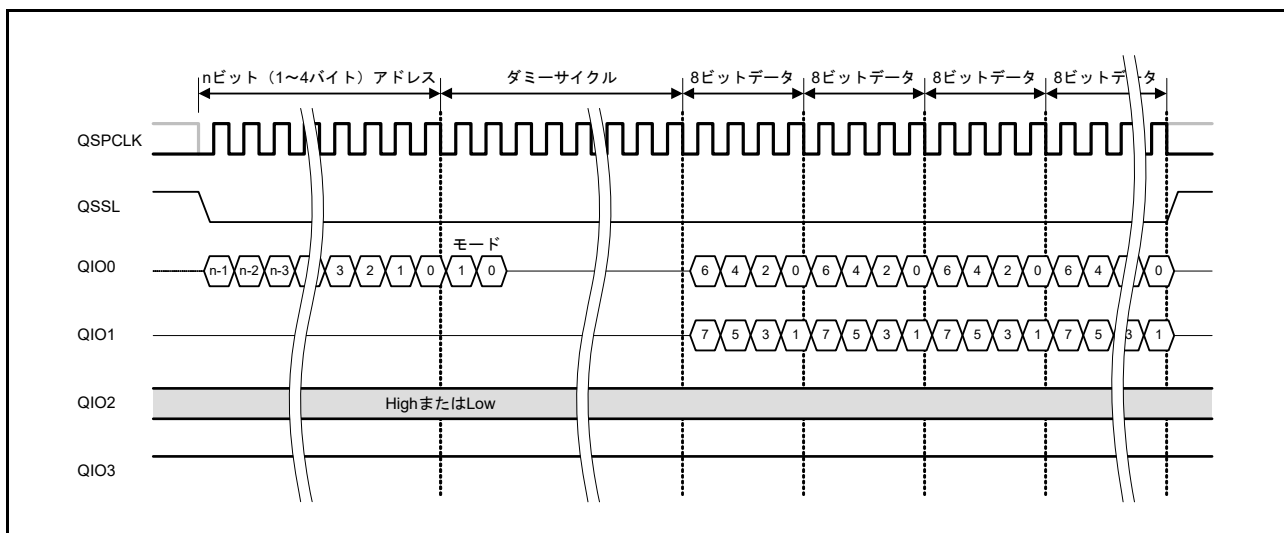 nビット（1～4バイト）アドレス ダミーサイクル 8ビットデータ 8ビットデータ 8ビットデータ 8ビットデータ
QSPCLK
QSSL
モード
QIO0 n-1 n-2 n-3 3 2 1 0 1 0 6 4 2 0 6 4 2 0 6 4 2 0 6 4 0
QIO1 7 5 3 1 7 5 3 1 7 5 3 1 7 5 3 1
QIO2 HighまたはLow
QIO3